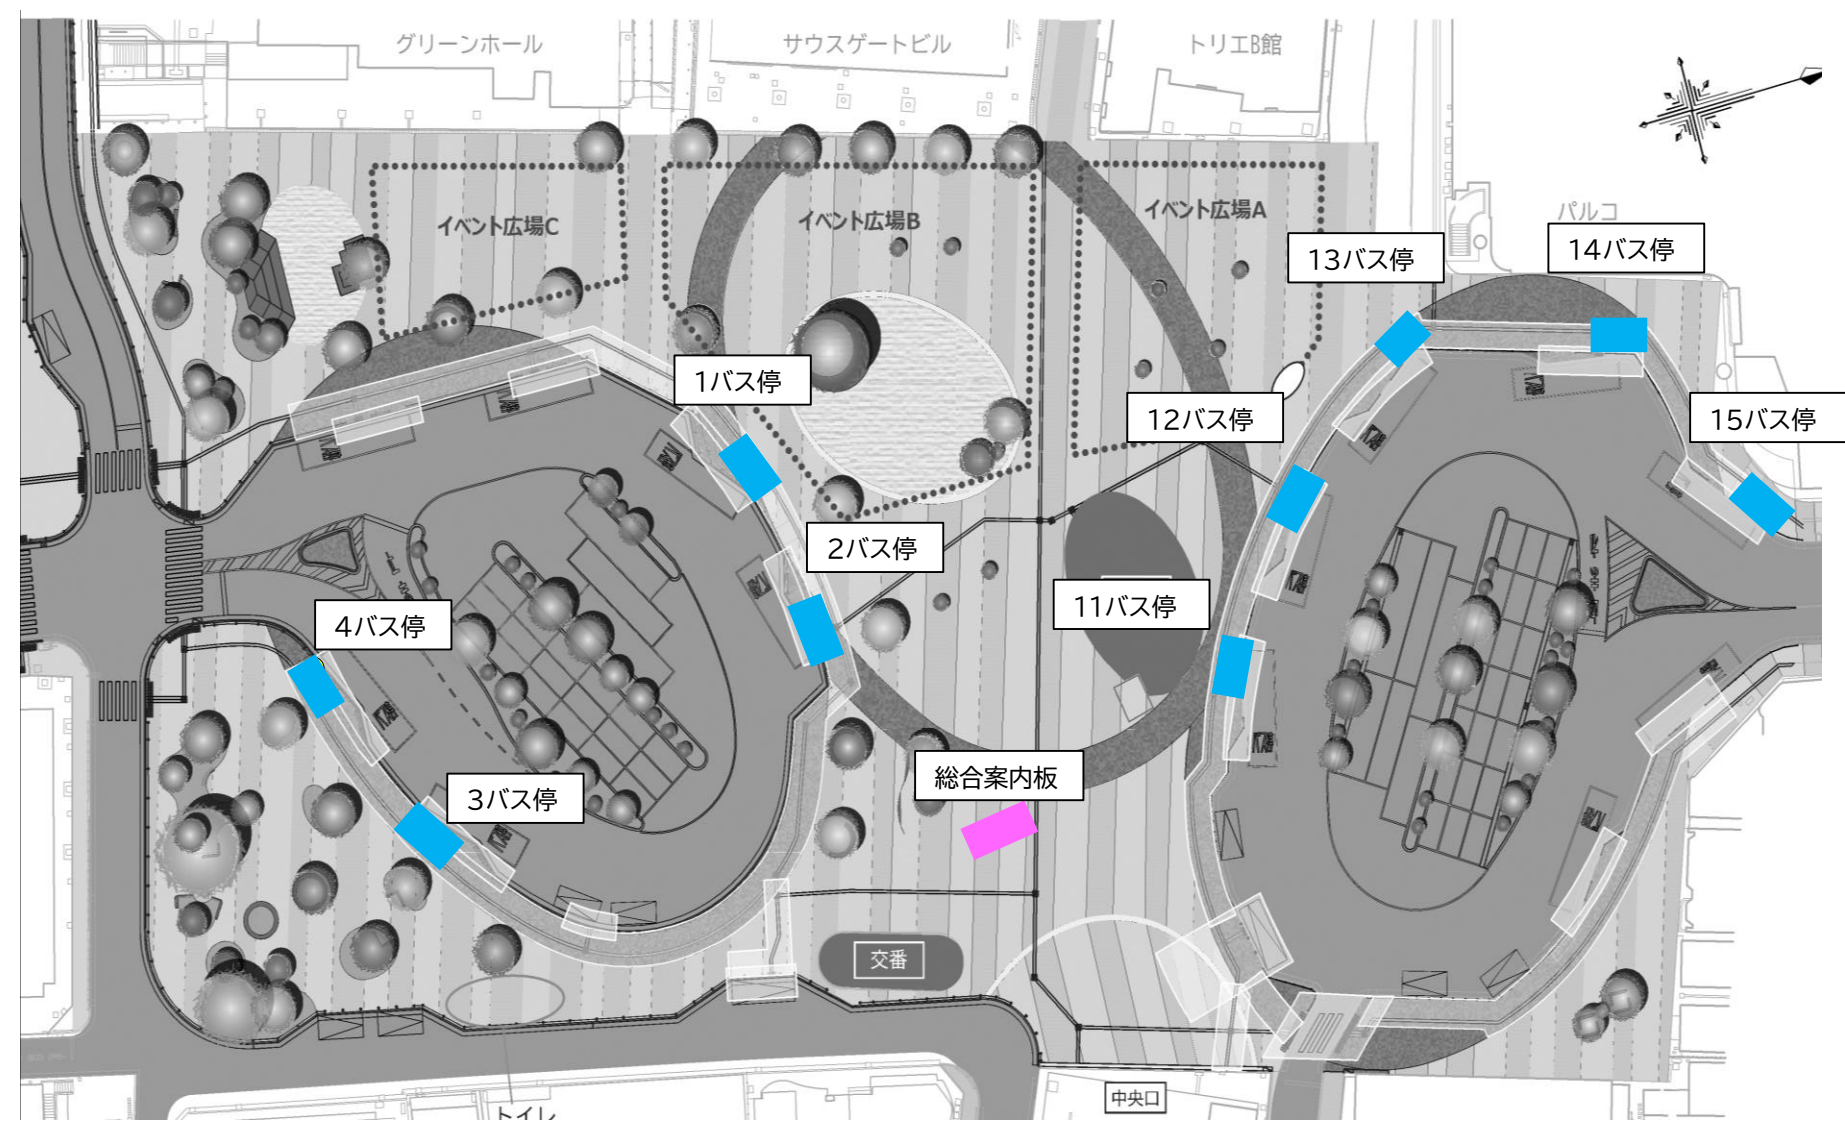 グリーンホール
サウスゲートビル
トリエB館
パルコ
イベント広場C
イベント広場B
イベント広場A
13バス停
14バス停
1バス停
12バス停
15バス停
2バス停
11バス停
4バス停
3バス停
総合案内板
交番
中央口
トイレ